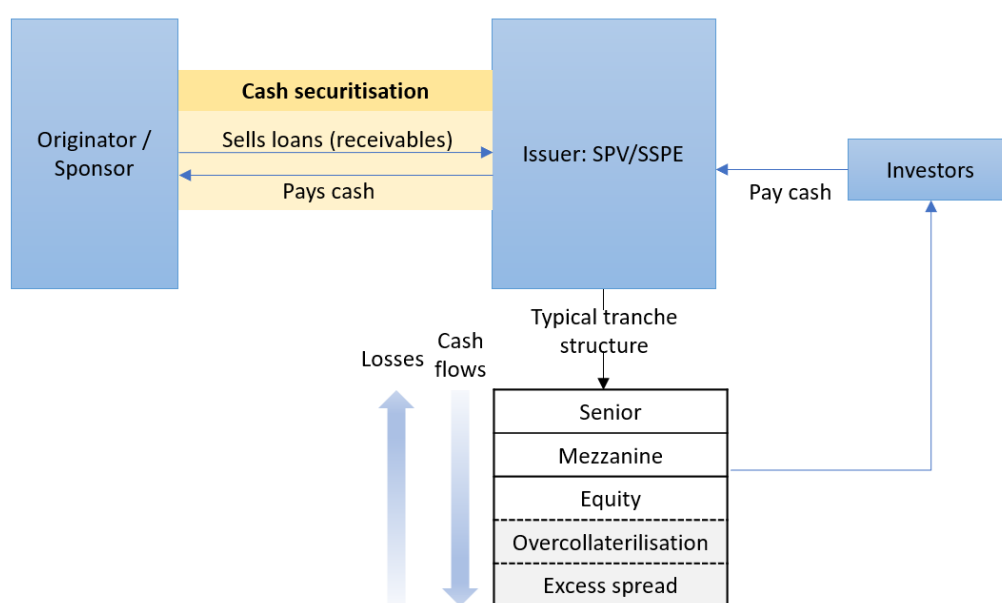 Cash securitisation
Originator /
Sponsor
Sells loans (receivables)
Pays cash
Issuer: SPV/SSPE
Pay cash
Investors
Typical tranche
structure
Losses
Cash
flows
Senior
Mezzanine
Equity
Overcollaterilisation
Excess spread